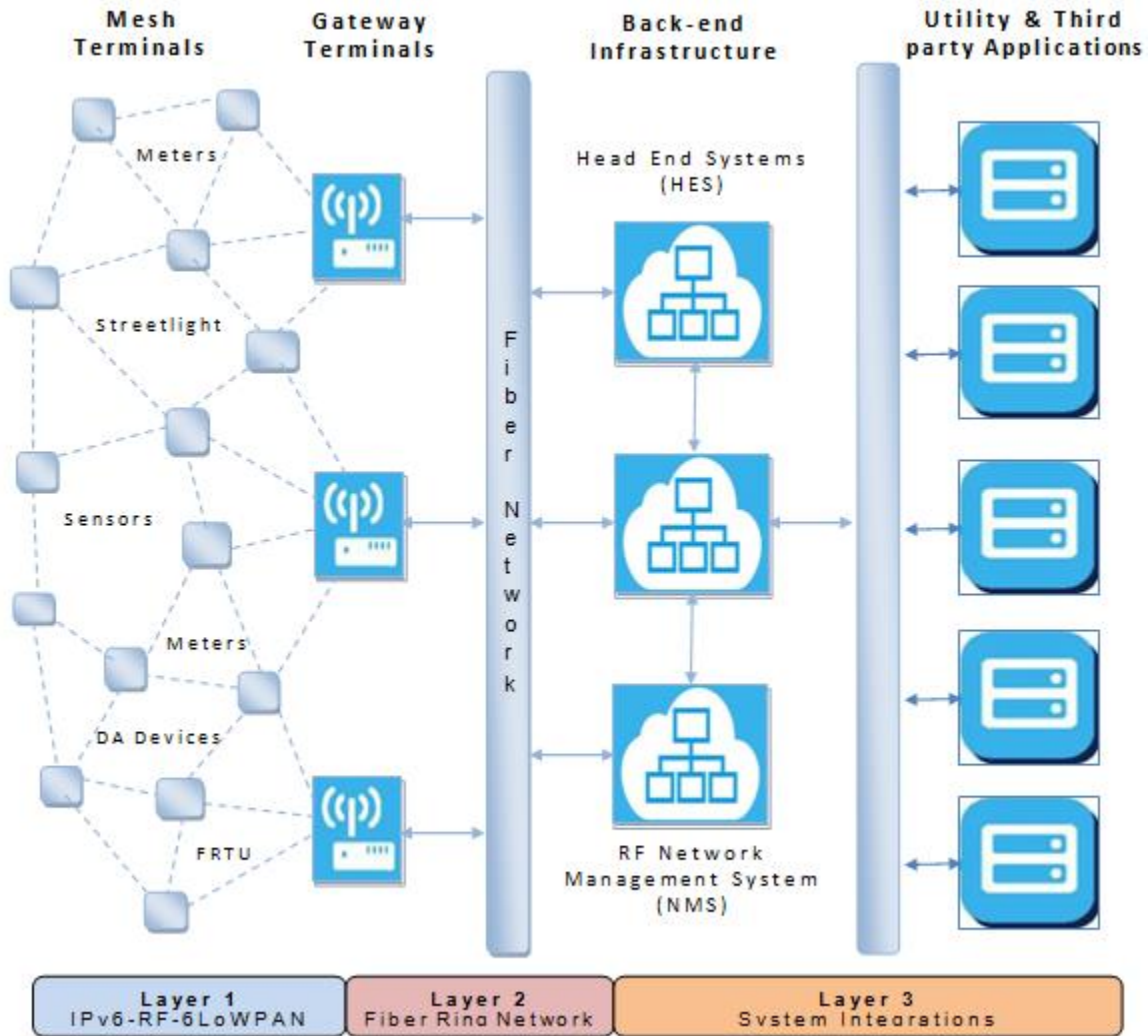 Mesh
Terminals
Gateway
Terminals
Back-end
Infrastructure
Utility & Third
party Applications
Meters
Streetlight
Sensors
Meters
DA Devices
FRTU
Fiber Network
Head End Systems
(HES)
RF Network
Management System
(NMS)
Layer 1
IPv6-RF-6LoWPAN
Layer 2
Fiber Ring Network
Layer 3
System Integrations